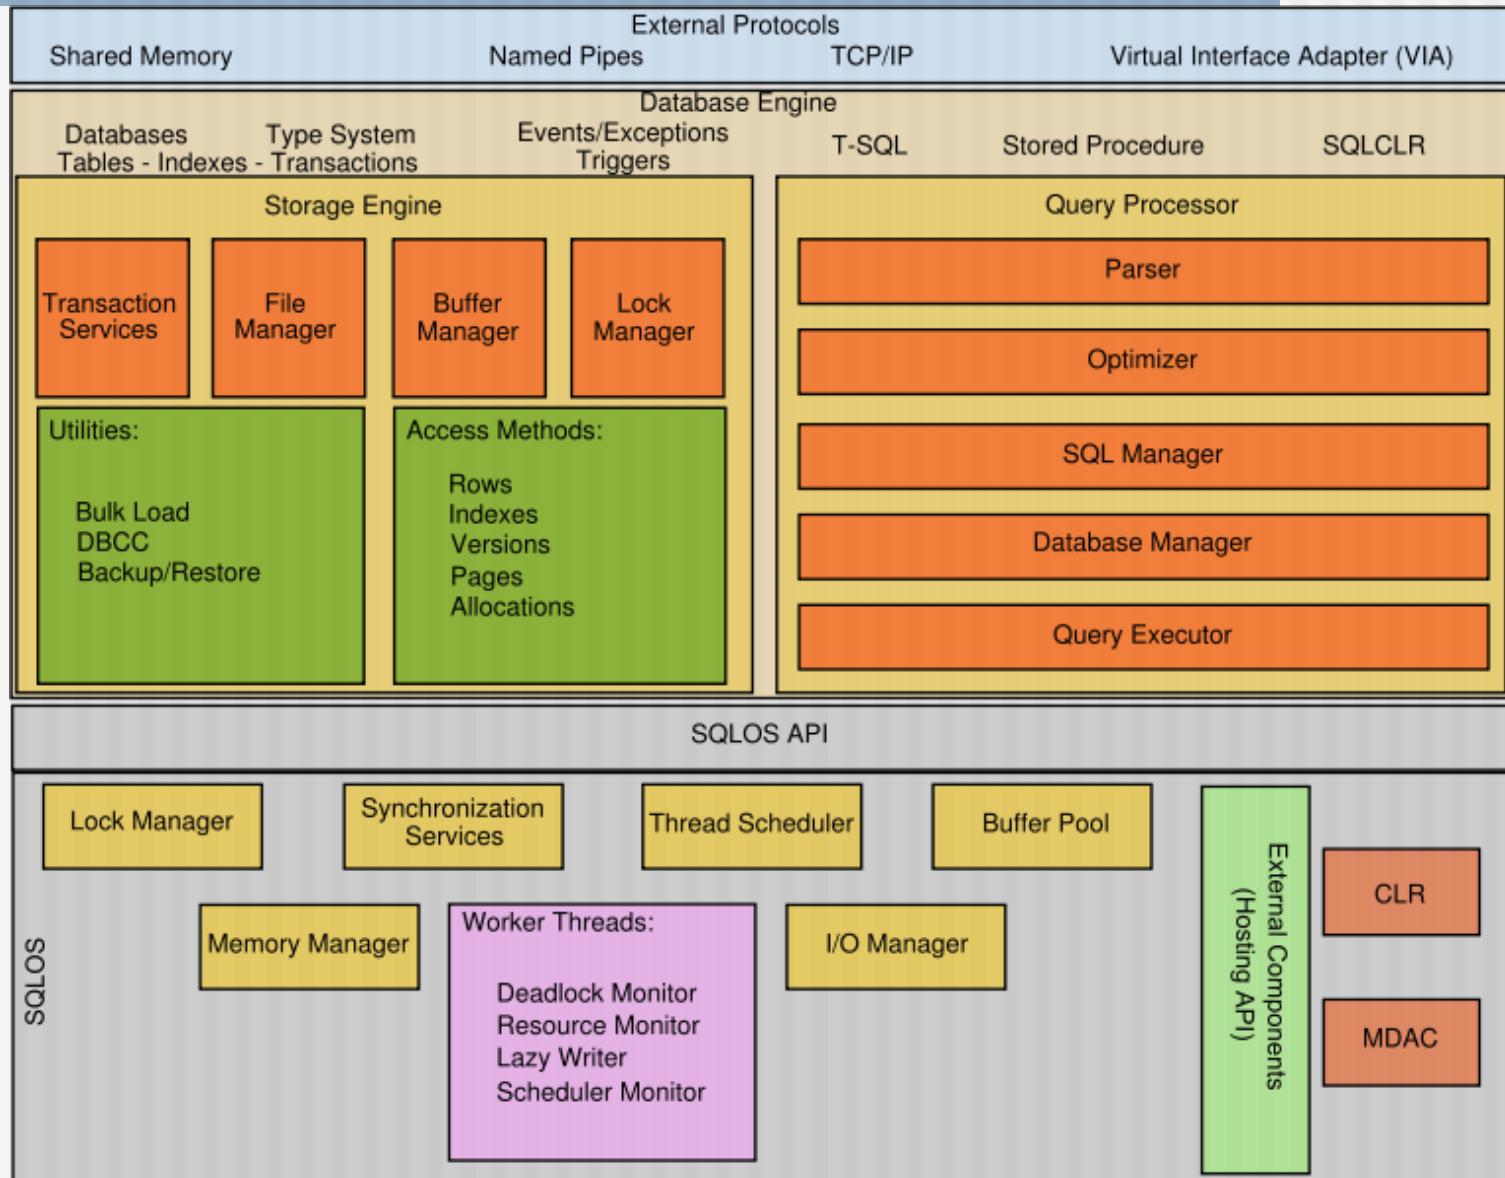 External Protocols
Shared Memory Named Pipes TCP/IP Virtual Interface Adapter (VIA)
Database Engine
Databases Type System Events/Exceptions T-SQL Stored Procedure SQLCLR
Tables - Indexes - Transactions Triggers
Storage Engine
Transaction
Services
File
Manager
Buffer
Manager
Lock
Manager
Utilities:
Bulk Load
DBCC
Backup/Restore
Access Methods:
Rows
Indexes
Versions
Pages
Allocations
Query Processor
Parser
Optimizer
SQL Manager
Database Manager
Query Executor
SQLOS API
SQLOS
Lock Manager
Synchronization
Services
Thread Scheduler
Buffer Pool
Memory Manager
Worker Threads:
Deadlock Monitor
Resource Monitor
Lazy Writer
Scheduler Monitor
I/O Manager
External Components
(Hosting API)
CLR
MDAC